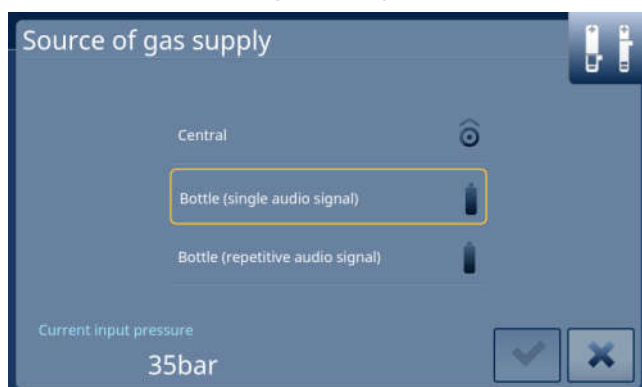 Source of gas supply
Central
Bottle (single audio signal)
Bottle (repetitive audio signal)
Current input pressure
35bar